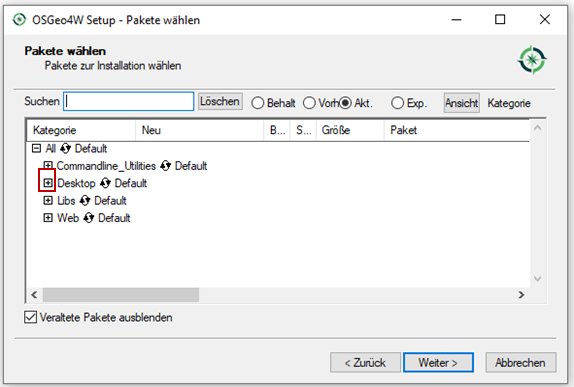 OSGeo4W Setup - Pakete wählen
Pakete wählen
Pakete zur Installation wählen
Suchen Löschen Behalt Vorh Akt. Exp. Ansicht Kategorie
Kategorie Neu B... S... Größe Paket
All Default
Commandline_Utilities Default
Desktop Default
Libs Default
Web Default
Veraltete Pakete ausblenden
< Zurück Weiter > Abbrechen